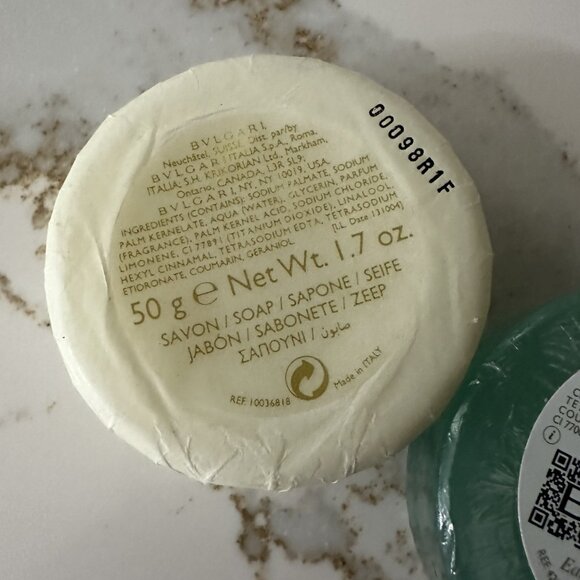 BVLGARI,
Neuchâtel, SUISSE. Dist. par/by
BVLGARI ITALIA S.p.A., Roma.
ITALIA, S.H. KRIKORIAN Ltd., Markham,
Ontario, CANADA, L3R 5L9.
BVLGARI, NY, NY, 10019, USA.
INGREDIENTS (CONTAINS): SODIUM PALMATE, SODIUM
PALM KERNELATE, AQUA (WATER), GLYCERIN, PARFUM
(FRAGRANCE), PALM KERNEL ACID, SODIUM CHLORIDE,
LIMONENE, CI 77891 (TITANIUM DIOXIDE), LINALOOL,
HEXYL CINNAMAL, TETRASODIUM EDTA, TETRASODIUM
ETIDRONATE, COUMARIN, GERANIOL
[I.L. Date 131004]
50 g e Net Wt. 1.7 oz.
SAVON / SOAP / SAPONE / SEIFE
JABÓN / SABONETE / ZEEP
ΣΑΠΟΥΝΙ / صابون
REF. 10036818
Made in ITALY
00098R1F